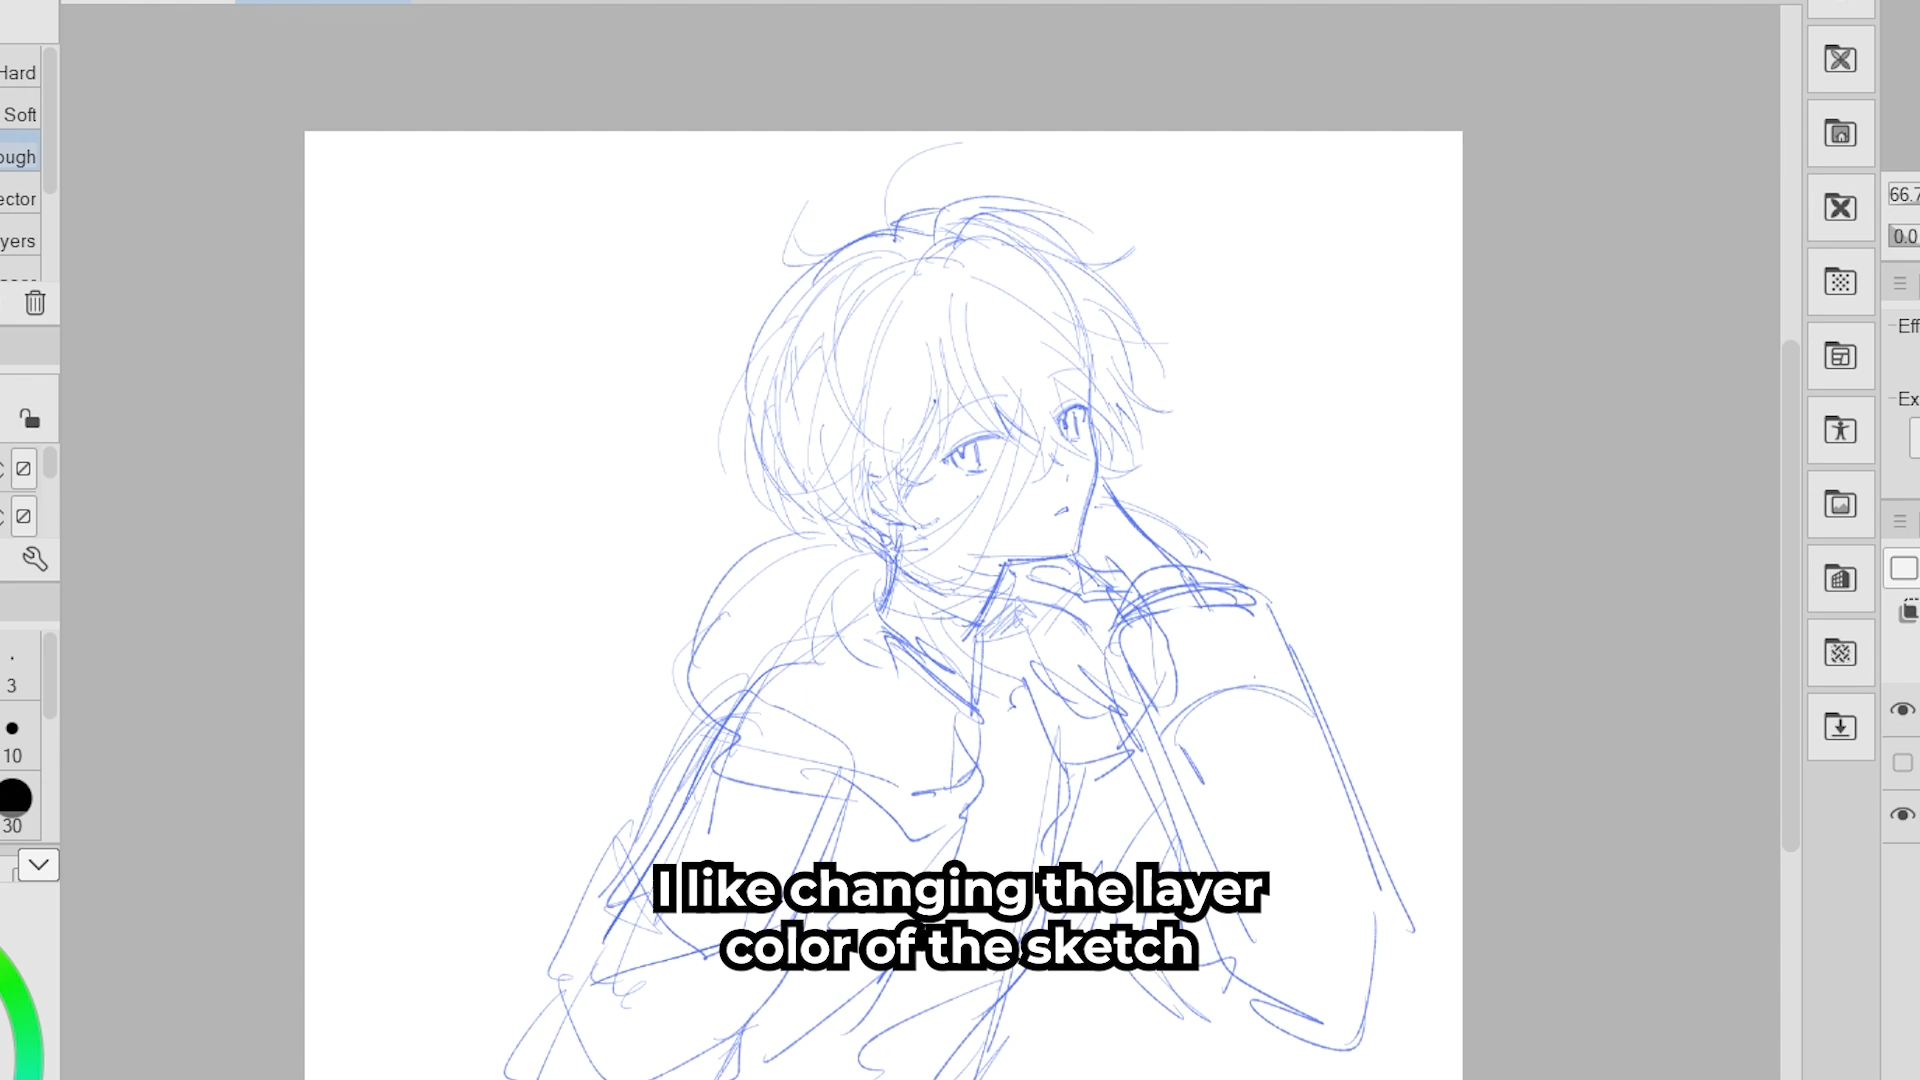 Hard
Soft
ough
ector
yers
3
10
30
66.7
0.0
Eff
Ex
I like changing the layer
color of the sketch